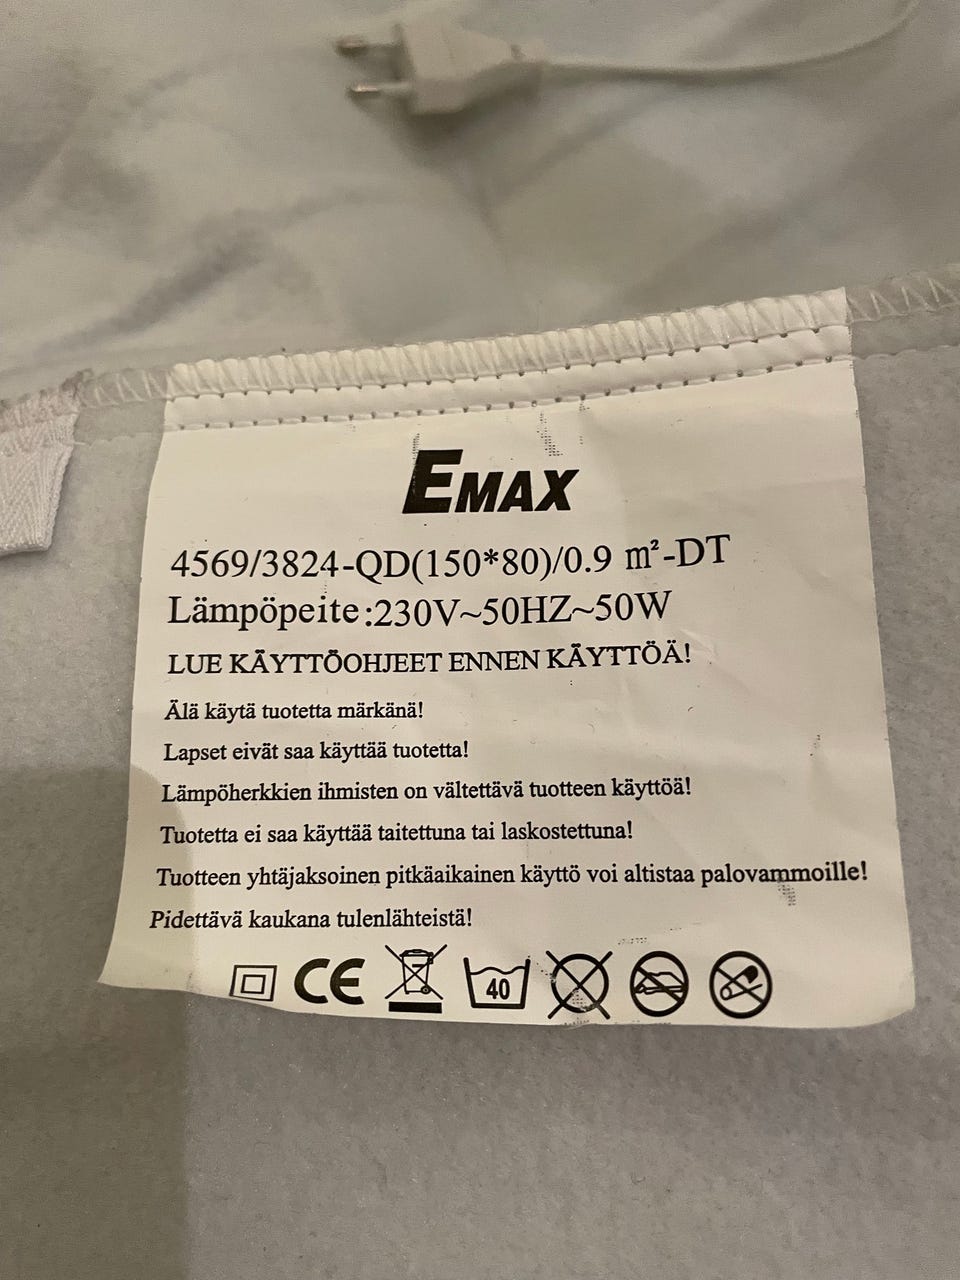 EMAX
4569/3824-QD(150*80)/0.9 m²-DT
Lämpöpeite:230V~50HZ~50W
LUE KÄYTTÖOHJEET ENNEN KÄYTTÖÄ!
Älä käytä tuotetta märkänä!
Lapset eivät saa käyttää tuotetta!
Lämpöherkkien ihmisten on vältettävä tuotteen käyttöä!
Tuotetta ei saa käyttää taitettuna tai laskostettuna!
Tuotteen yhtäjaksoinen pitkäaikainen käyttö voi altistaa palovammoille!
Pidettävä kaukana tulenlähteistä!
CE 40